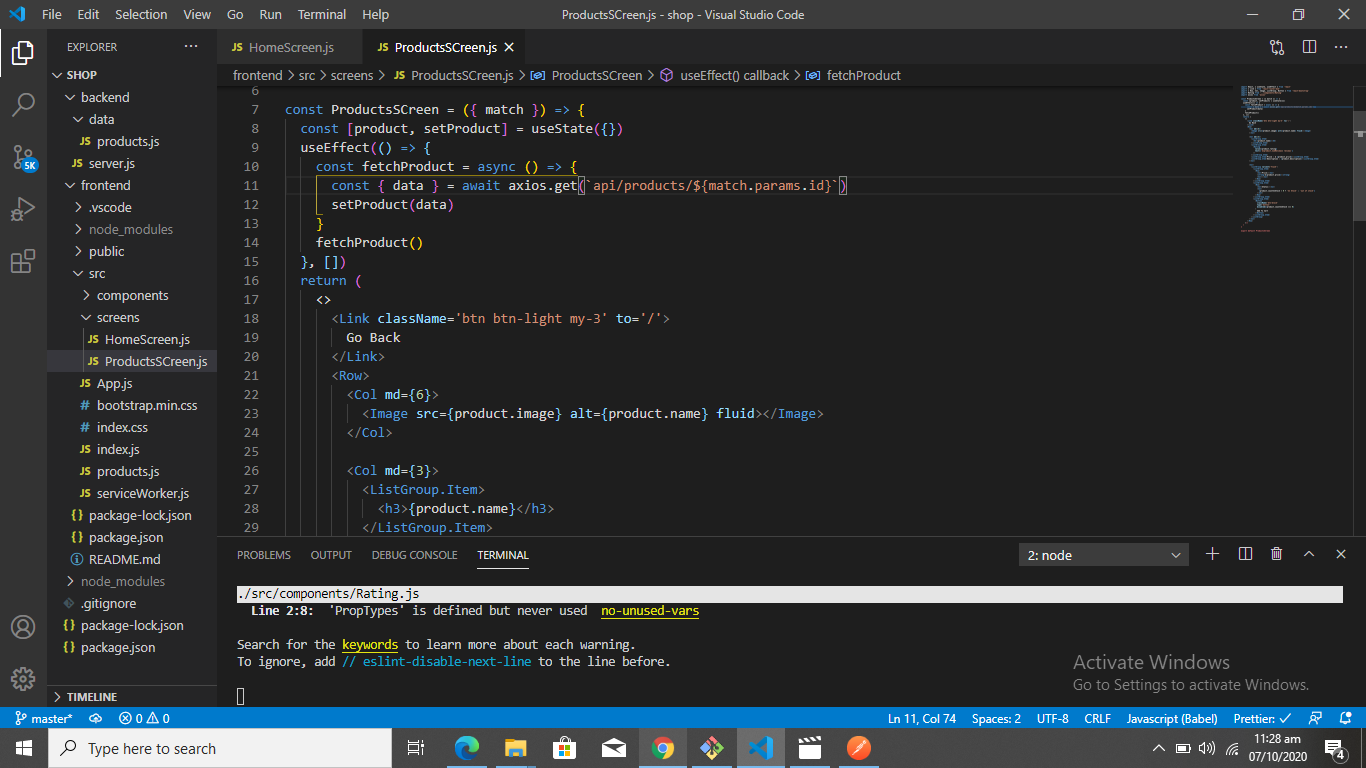 File Edit Selection View Go Run Terminal Help ProductsSCreen.js - shop - Visual Studio Code
EXPLORER
SHOP
backend
data
JS products.js
JS server.js
frontend
.vscode
node_modules
public
src
components
screens
JS HomeScreen.js
JS ProductsSCreen.js
JS App.js
# bootstrap.min.css
# index.css
JS index.js
JS products.js
JS serviceWorker.js
{} package-lock.json
{} package.json
README.md
node_modules
.gitignore
{} package-lock.json
{} package.json
TIMELINE
5K
JS HomeScreen.js JS ProductsSCreen.js
frontend > src > screens > JS ProductsSCreen.js > ProductsSCreen > useEffect() callback > fetchProduct
6
7 const ProductsSCreen = ({ match }) => {
8 const [product, setProduct] = useState({})
9 useEffect(() => {
10 const fetchProduct = async () => {
11 const { data } = await axios.get(`api/products/${match.params.id}`)
12 setProduct(data)
13 }
14 fetchProduct()
15 }, [])
16 return (
17 <>
18 <Link className='btn btn-light my-3' to='/'>
19 Go Back
20 </Link>
21 <Row>
22 <Col md={6}>
23 <Image src={product.image} alt={product.name} fluid></Image>
24 </Col>
25
26 <Col md={3}>
27 <ListGroup.Item>
28 <h3>{product.name}</h3>
29 </ListGroup.Item>
PROBLEMS OUTPUT DEBUG CONSOLE TERMINAL 2: node
./src/components/Rating.js
Line 2:8: 'PropTypes' is defined but never used no-unused-vars
Search for the keywords to learn more about each warning.
To ignore, add // eslint-disable-next-line to the line before.
Activate Windows
Go to Settings to activate Windows.
master* 0 0 Ln 11, Col 74 Spaces: 2 UTF-8 CRLF Javascript (Babel) Prettier: ✓
Type here to search
11:28 am
07/10/2020
4